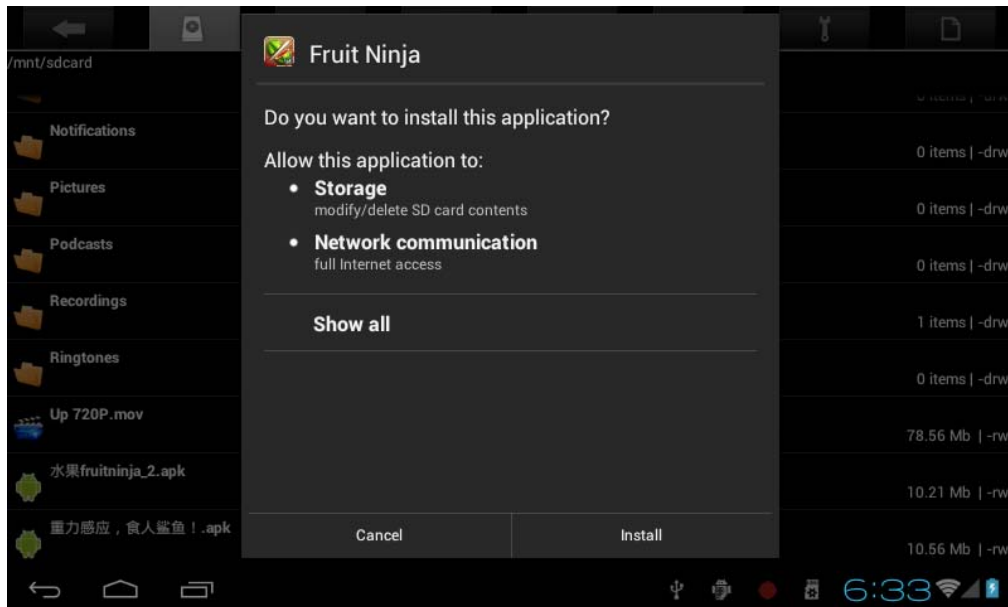 /mnt/sdcard
Fruit Ninja
Do you want to install this application?
Allow this application to:
• Storage
modify/delete SD card contents
• Network communication
full Internet access
Show all
Cancel
Install
Notifications
0 items | -drw
Pictures
0 items | -drw
Podcasts
0 items | -drw
Recordings
1 items | -drw
Ringtones
0 items | -drw
Up 720P.mov
78.56 Mb | -rw
水果fruitninja_2.apk
10.21 Mb | -rw
重力感应，食人鲨鱼！.apk
10.56 Mb | -rw
6:33